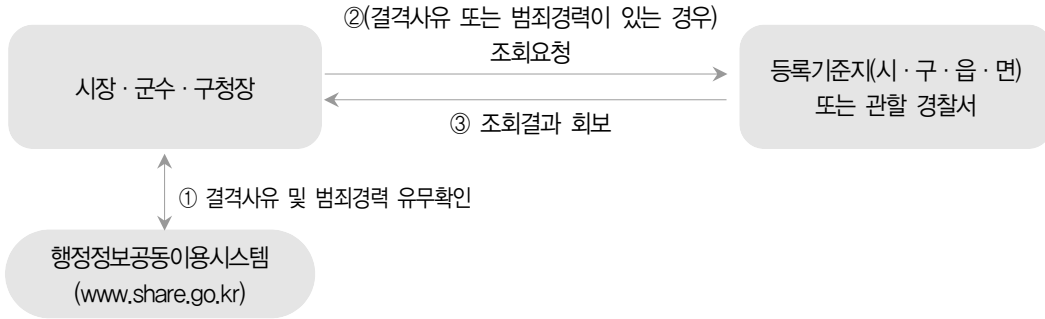 ②(결격사유 또는 범죄경력이 있는 경우)
조회요청
시장 · 군수 · 구청장
등록기준지(시 · 구 · 읍 · 면)
또는 관할 경찰서
③ 조회결과 회보
① 결격사유 및 범죄경력 유무확인
행정정보공동이용시스템
(www.share.go.kr)